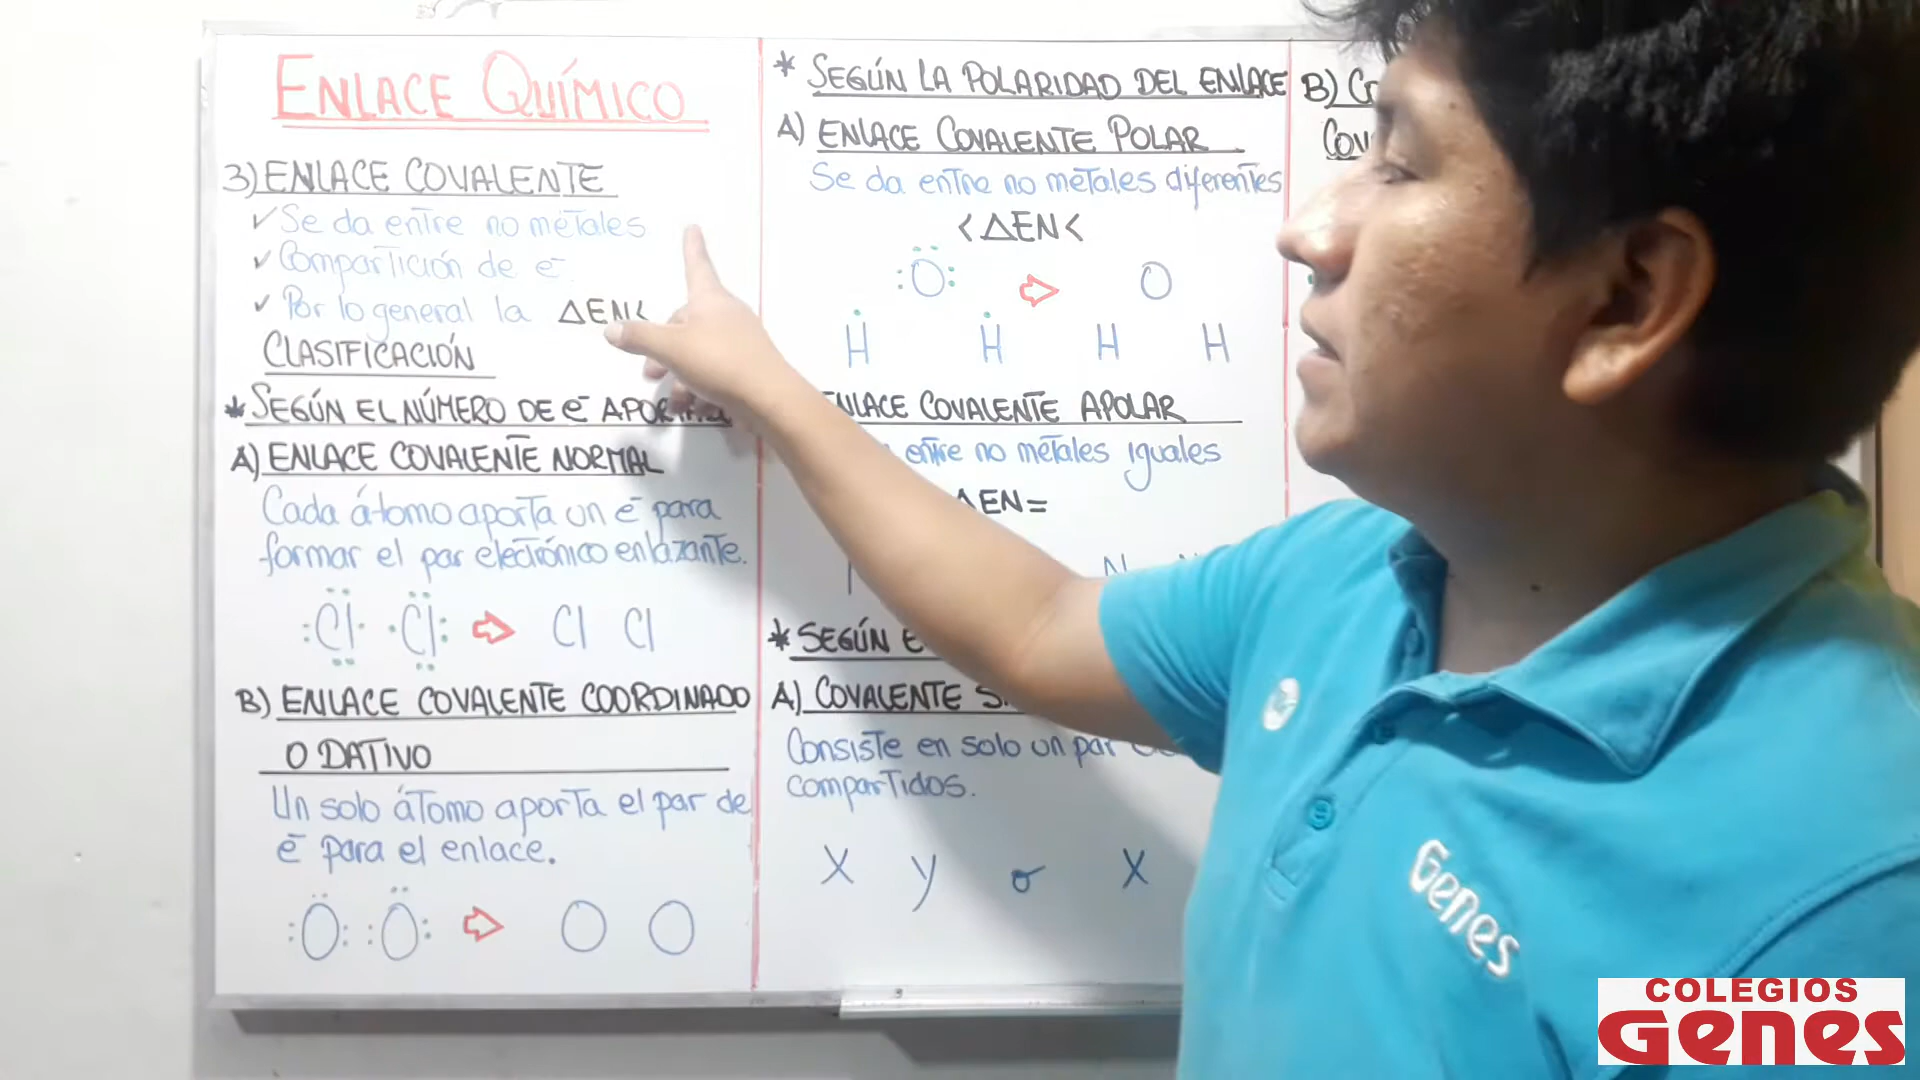 ENLACE QUÍMICO
3) ENLACE COVALENTE
✓ Se da entre no metales
✓ Compartición de e⁻
✓ Por lo general la ΔEN<
CLASIFICACIÓN
* SEGÚN EL NÚMERO DE e⁻
A) ENLACE COVALENTE NORMAL
Cada átomo aporta un e⁻ para
formar el par electrónico enlazante.
Cl Cl ⇨ Cl Cl
B) ENLACE COVALENTE COORDINADO
O DATIVO
Un solo átomo aporta el par de
e⁻ para el enlace.
O O ⇨ O O
* SEGÚN LA POLARIDAD DEL ENLACE
A) ENLACE COVALENTE POLAR
Se da entre no metales diferentes
< ΔEN <
O ⇨ O
H H H H
ENLACE COVALENTE APOLAR
entre no metales iguales
ΔEN =
* SEGÚN
A) COVALENTE
Consiste en solo un par
compartidos.
X Y σ X
B)
Genes
COLEGIOS
Genes